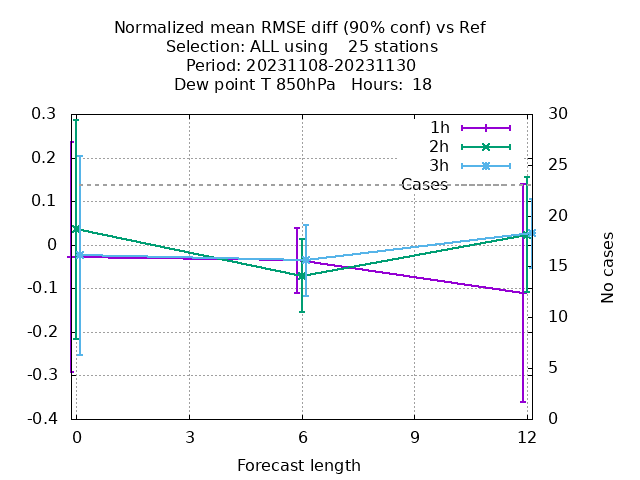 Normalized mean RMSE diff (90% conf) vs Ref
Selection: ALL using    25 stations
Period: 20231108-20231130
Dew point T 850hPa   Hours:  18
0.3
0.2
0.1
0
-0.1
-0.2
-0.3
-0.4
30
25
20
15
10
5
0
1h
2h
3h
Cases
No cases
0
3
6
9
12
Forecast length